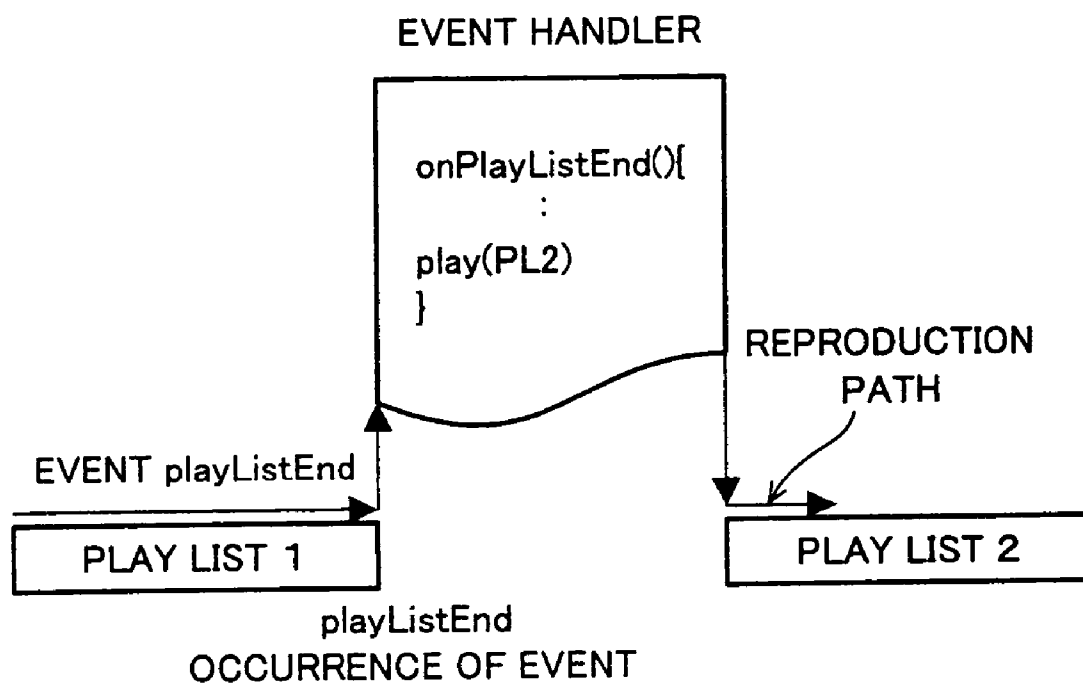 EVENT HANDLER
onPlayListEnd(){
:
play(PL2)
}
REPRODUCTION
PATH
EVENT playListEnd
PLAY LIST 1
PLAY LIST 2
playListEnd
OCCURRENCE OF EVENT